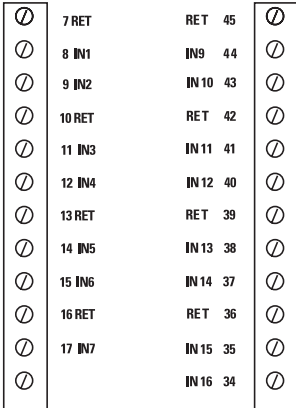 7 RET RET 45
8 IN1 IN9 44
9 IN2 IN10 43
10 RET RET 42
11 IN3 IN11 41
12 IN4 IN12 40
13 RET RET 39
14 IN5 IN13 38
15 IN6 IN14 37
16 RET RET 36
17 IN7 IN15 35
IN16 34